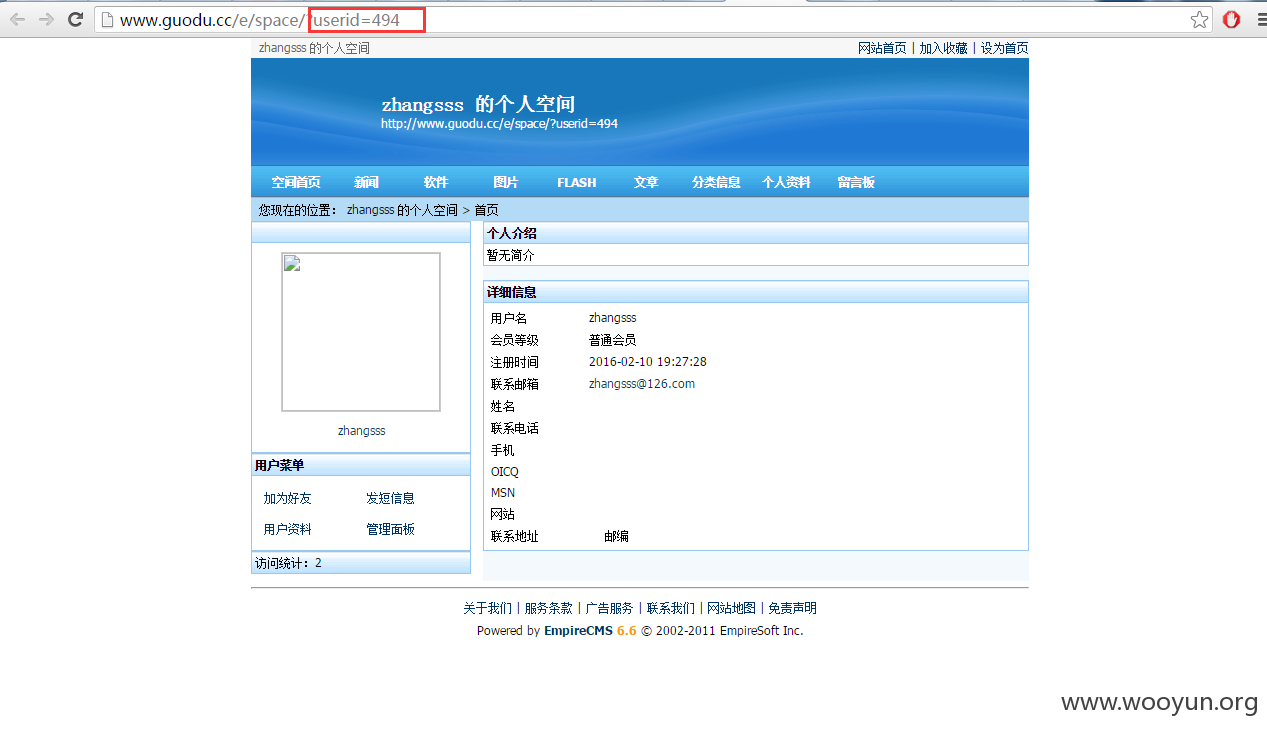 www.guodu.cc/e/space/?userid=494
zhangsss 的个人空间
网站首页 | 加入收藏 | 设为首页
zhangsss 的个人空间
http://www.guodu.cc/e/space/?userid=494
空间首页 新闻 软件 图片 FLASH 文章 分类信息 个人资料 留言板
您现在的位置： zhangsss 的个人空间 > 首页
zhangsss
用户菜单
加为好友 发短信息
用户资料 管理面板
访问统计：2
个人介绍
暂无简介
详细信息
用户名 zhangsss
会员等级 普通会员
注册时间 2016-02-10 19:27:28
联系邮箱 zhangsss@126.com
姓名
联系电话
手机
OICQ
MSN
网站
联系地址 邮编
关于我们 | 服务条款 | 广告服务 | 联系我们 | 网站地图 | 免责声明
Powered by EmpireCMS 6.6 © 2002-2011 EmpireSoft Inc.
www.wooyun.org